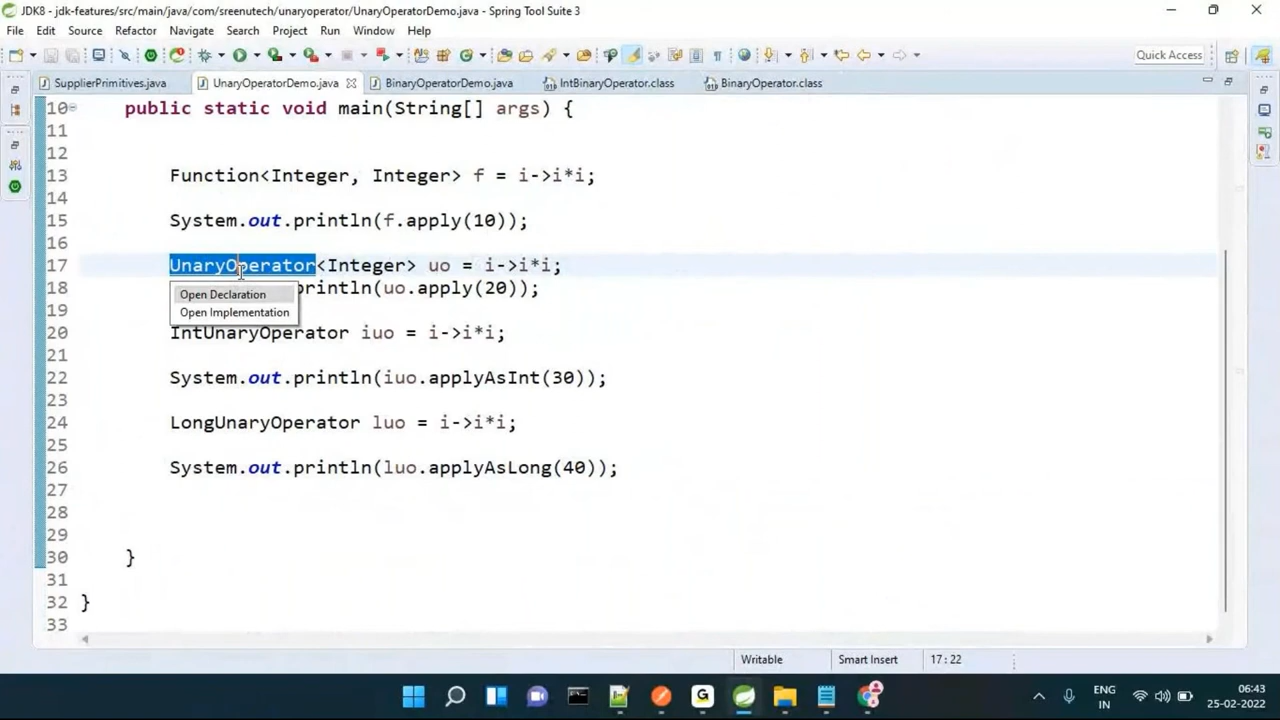 JDK8 - jdk-features/src/main/java/com/sreenutech/unaryoperator/UnaryOperatorDemo.java - Spring Tool Suite 3
File Edit Source Refactor Navigate Search Project Run Window Help
Quick Access
SupplierPrimitives.java UnaryOperatorDemo.java BinaryOperatorDemo.java IntBinaryOperator.class BinaryOperator.class
10 public static void main(String[] args) {
11
12
13 Function<Integer, Integer> f = i->i*i;
14
15 System.out.println(f.apply(10));
16
17 UnaryOperator<Integer> uo = i->i*i;
18 println(uo.apply(20));
Open Declaration
19
Open Implementation
20 IntUnaryOperator iuo = i->i*i;
21
22 System.out.println(iuo.applyAsInt(30));
23
24 LongUnaryOperator luo = i->i*i;
25
26 System.out.println(luo.applyAsLong(40));
27
28
29
30 }
31
32 }
33
Writable Smart Insert 17 : 22
ENG 06:43
IN 25-02-2022